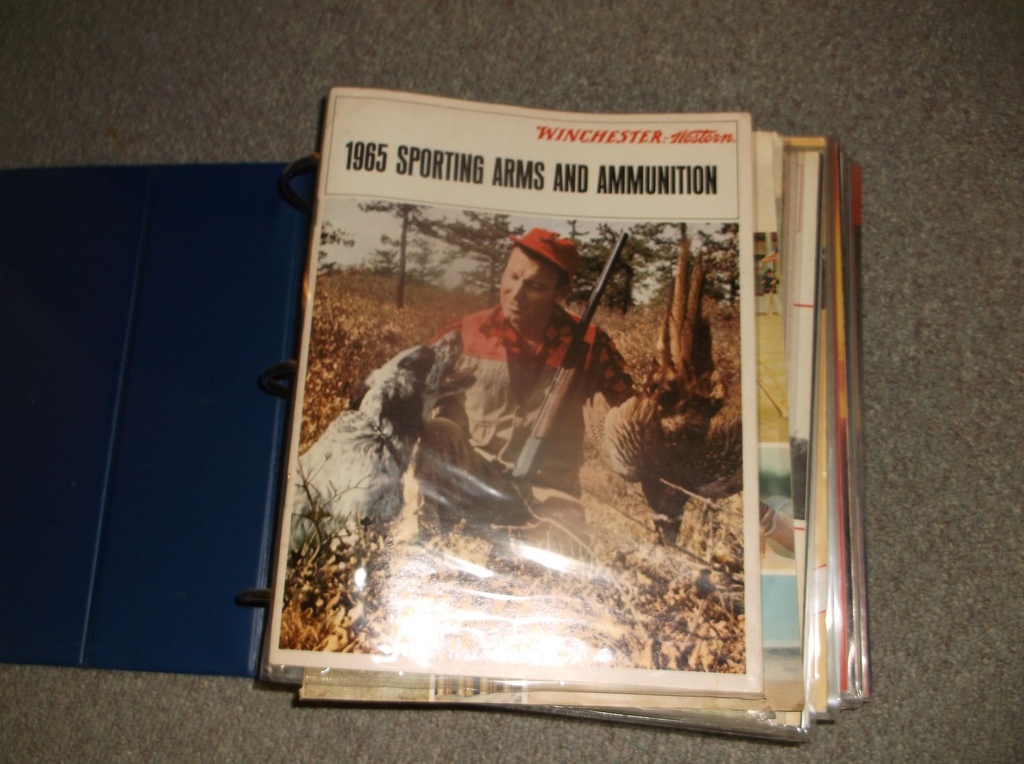 WINCHESTER-Western
1965 SPORTING ARMS AND AMMUNITION